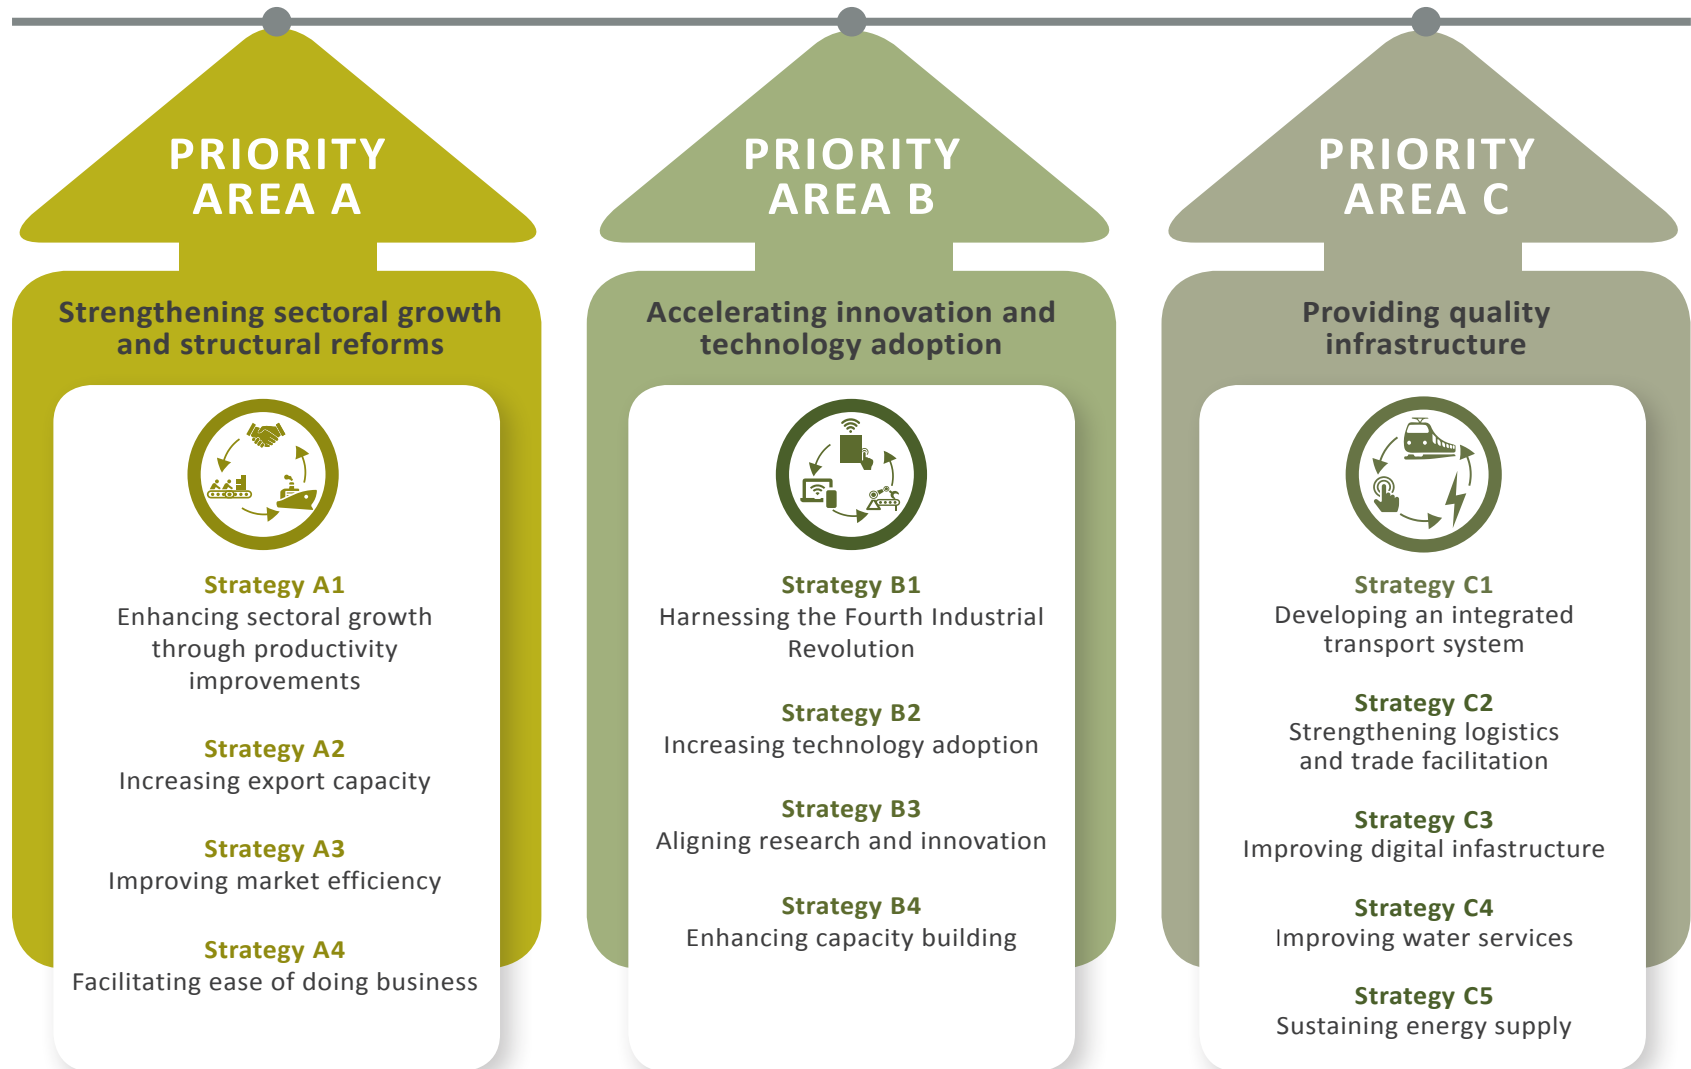 PRIORITY
AREA A
Strengthening sectoral growth
and structural reforms
Strategy A1
Enhancing sectoral growth
through productivity
improvements
Strategy A2
Increasing export capacity
Strategy A3
Improving market efficiency
Strategy A4
Facilitating ease of doing business
PRIORITY
AREA B
Accelerating innovation and
technology adoption
Strategy B1
Harnessing the Fourth Industrial
Revolution
Strategy B2
Increasing technology adoption
Strategy B3
Aligning research and innovation
Strategy B4
Enhancing capacity building
PRIORITY
AREA C
Providing quality
infrastructure
Strategy C1
Developing an integrated
transport system
Strategy C2
Strengthening logistics
and trade facilitation
Strategy C3
Improving digital infastructure
Strategy C4
Improving water services
Strategy C5
Sustaining energy supply